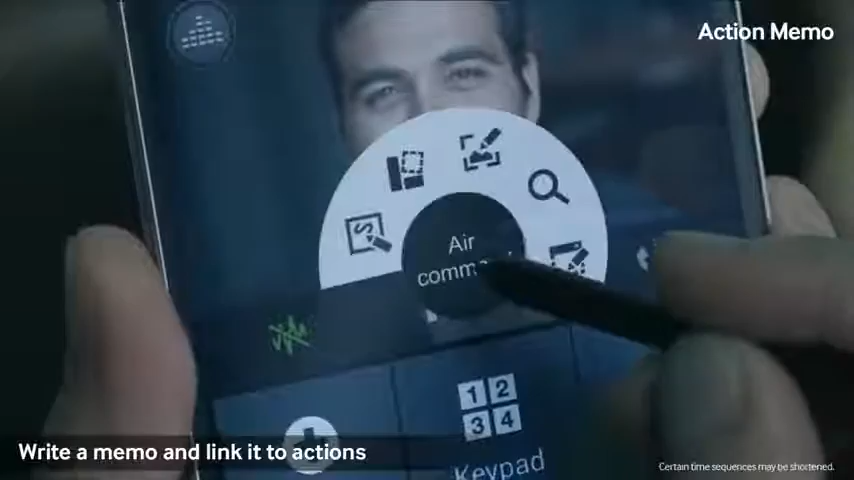 Action Memo
Air
command
1 2
3 4
Keypad
Write a memo and link it to actions
Certain time sequences may be shortened.